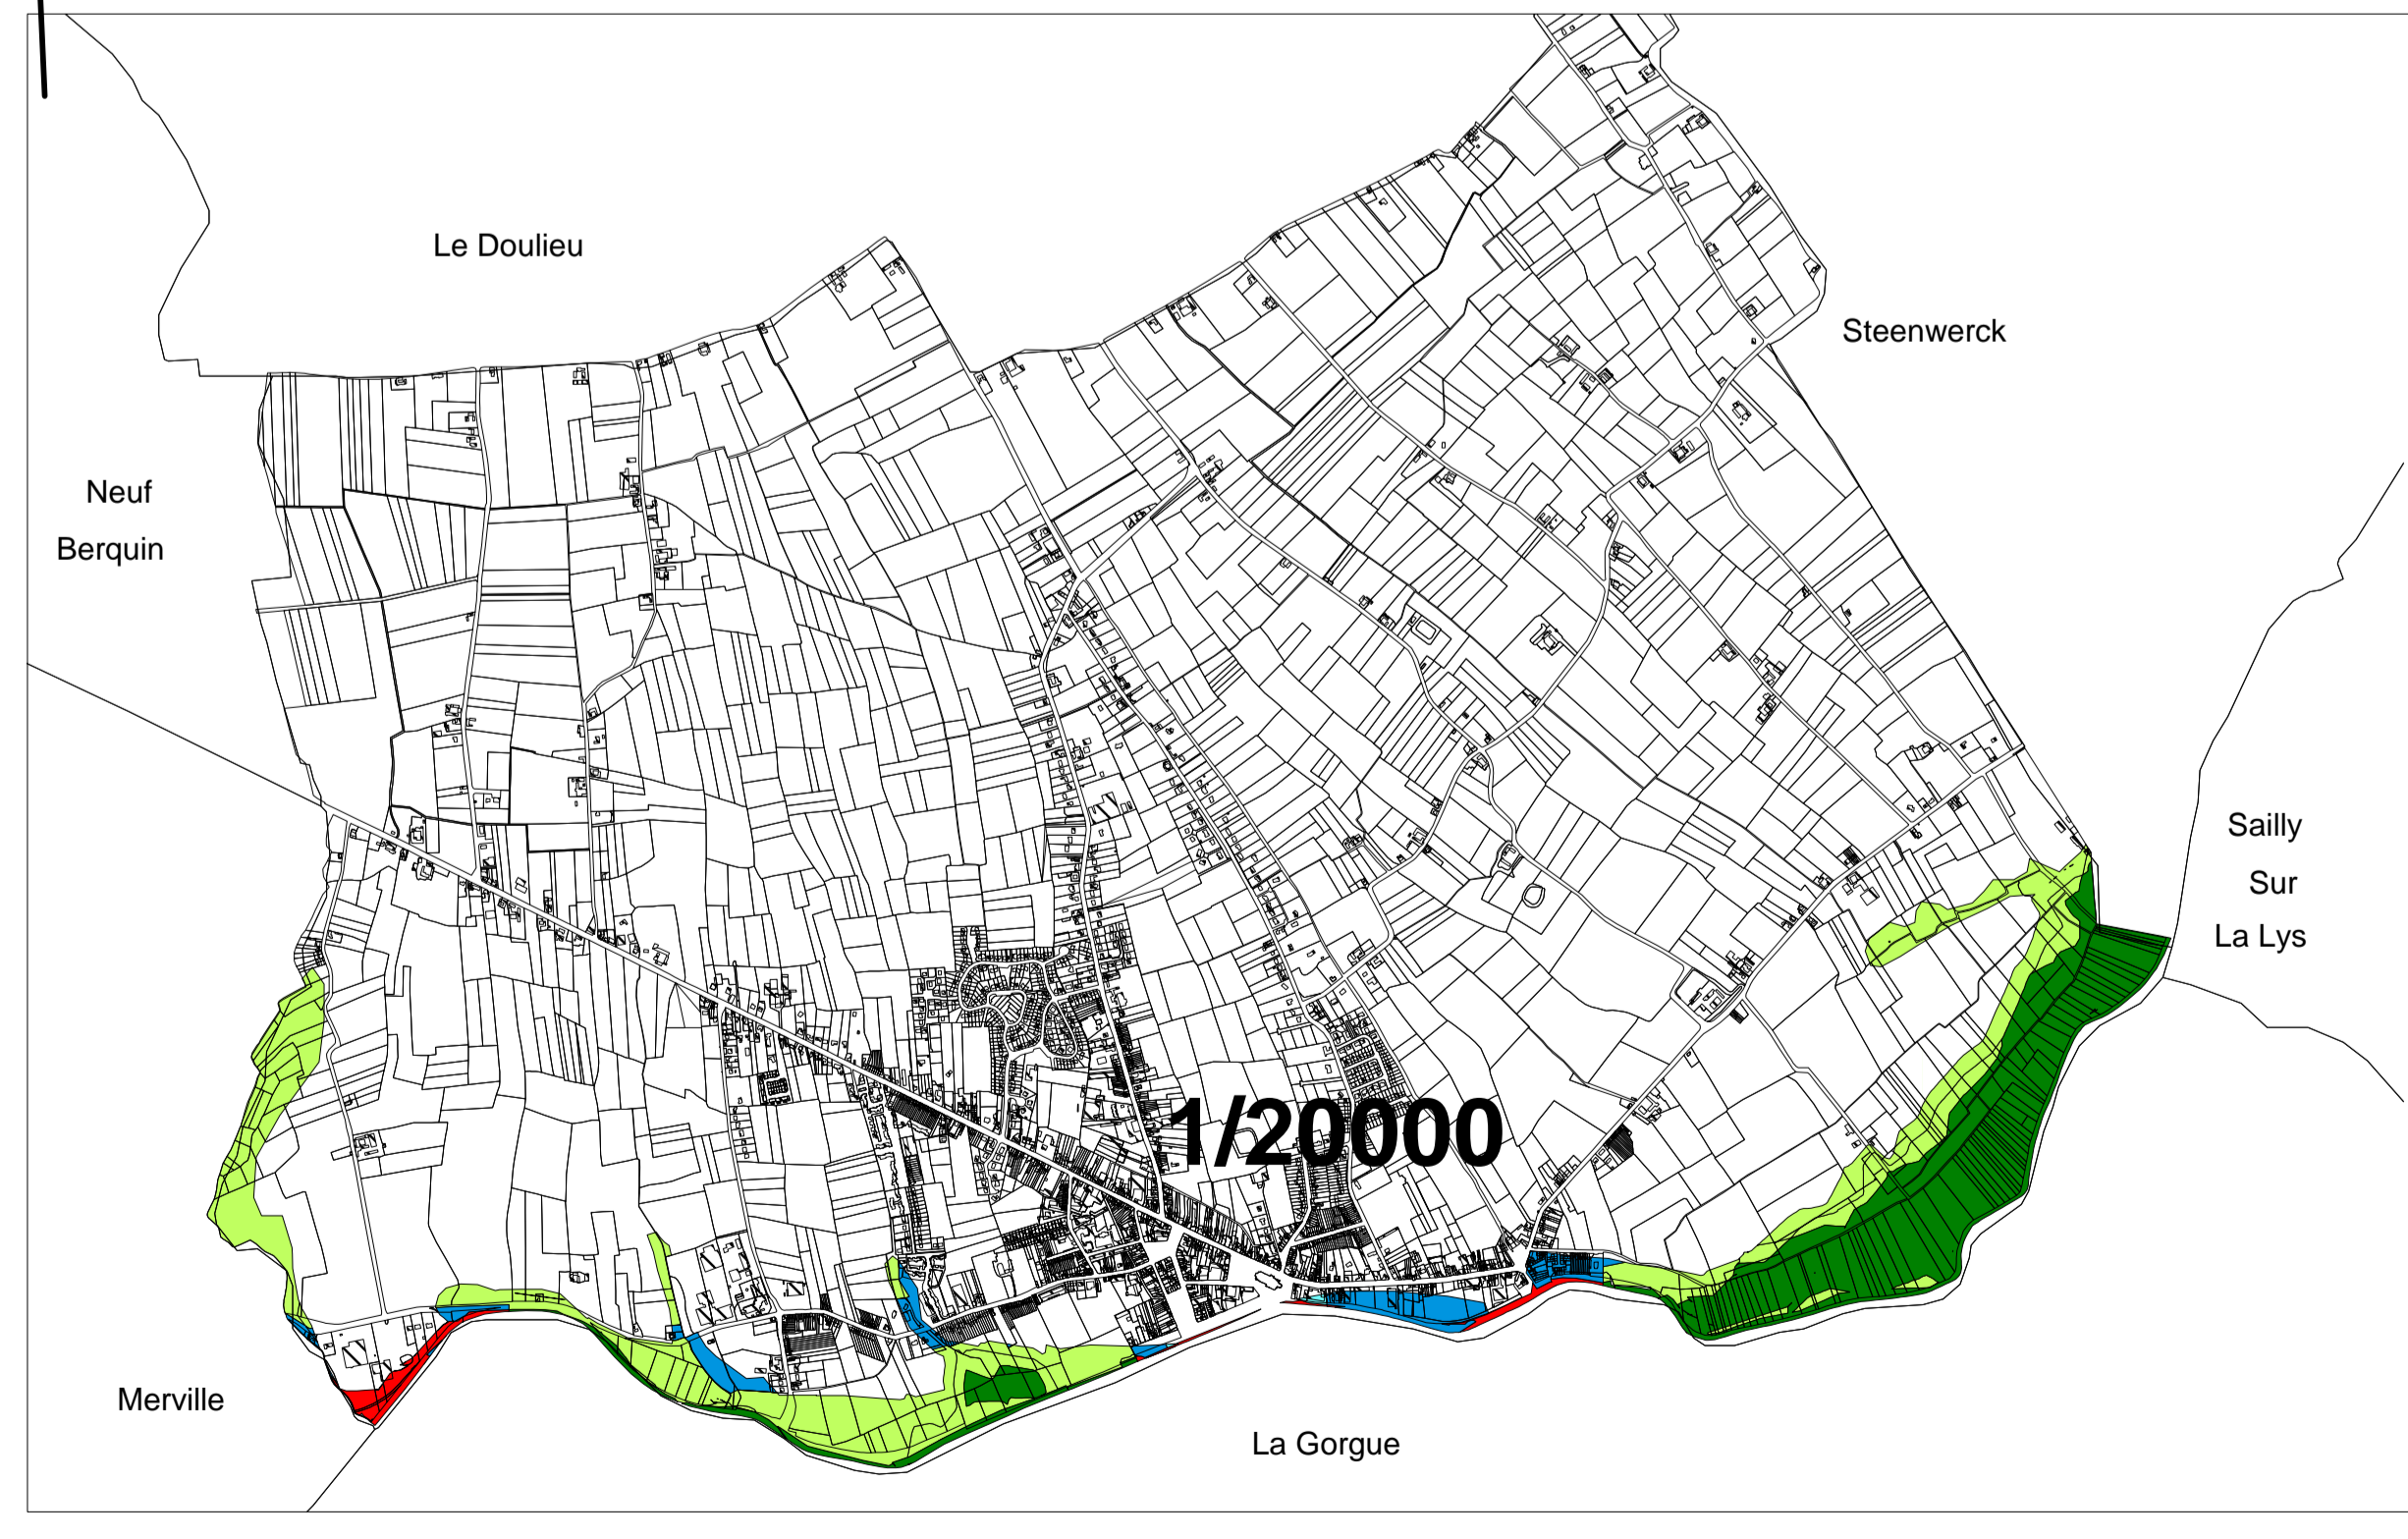 Le Doulieu
Steenwerck
Neuf
Berquin
Sailly
Sur
La Lys
1/20000
Merville
La Gorgue